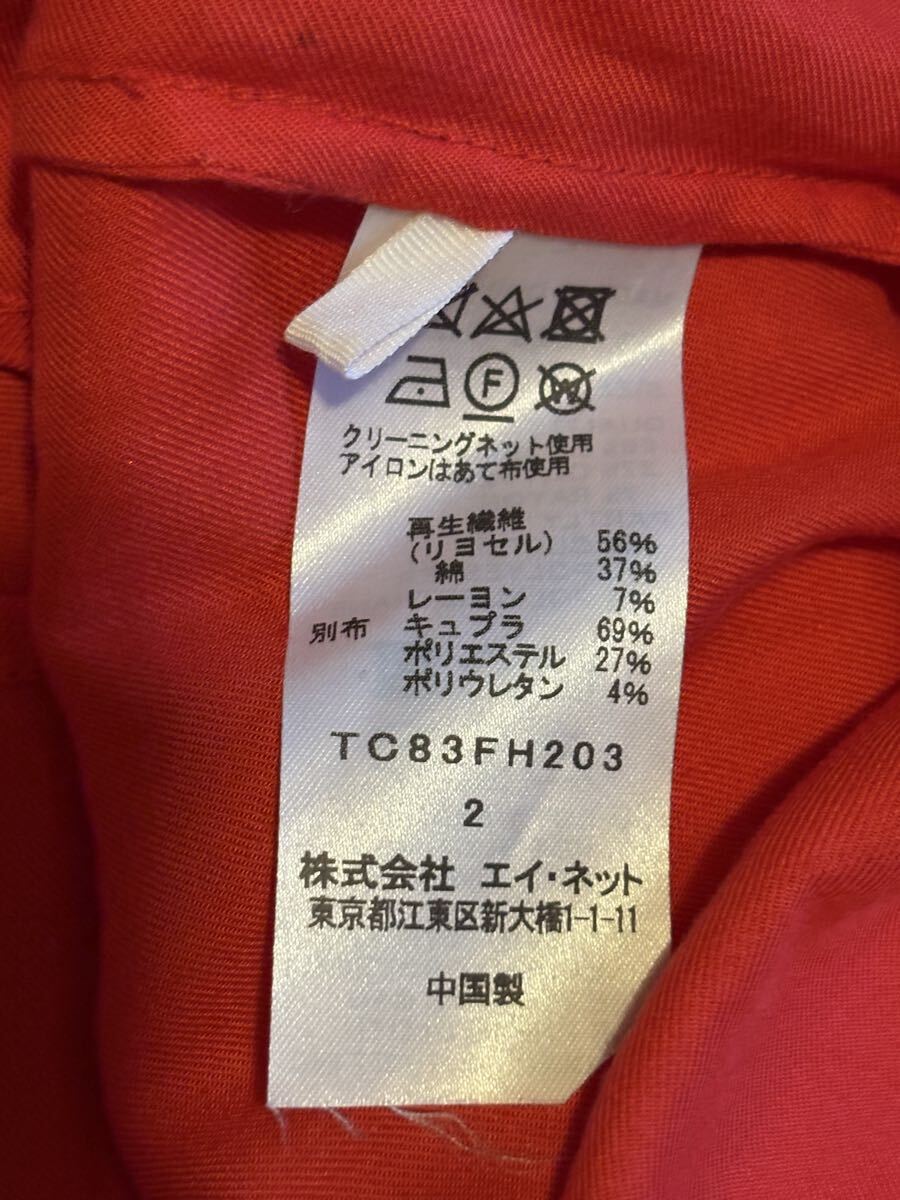 F W
クリーニングネット使用
アイロンはあて布使用
再生繊維
(リヨセル) 56%
綿 37%
レーヨン 7%
別布 キュプラ 69%
ポリエステル 27%
ポリウレタン 4%
TC83FH203
2
株式会社 エイ・ネット
東京都江東区新大橋1-1-11
中国製